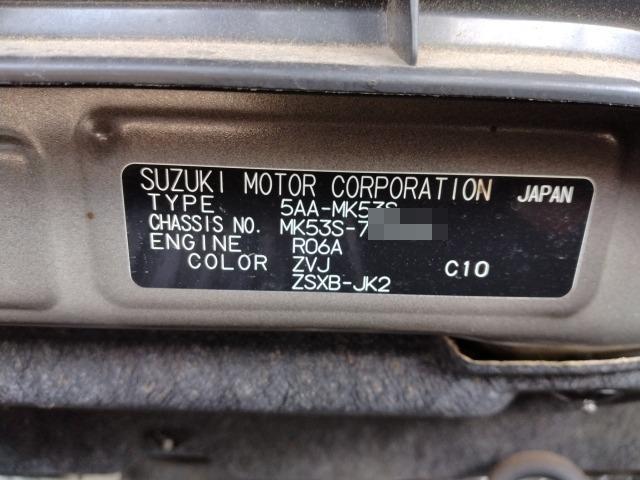 SUZUKI MOTOR CORPORATION JAPAN
TYPE 5AA-MK53S
CHASSIS NO. MK53S-7
ENGINE R06A
COLOR ZVJ C10
ZSXB-JK2